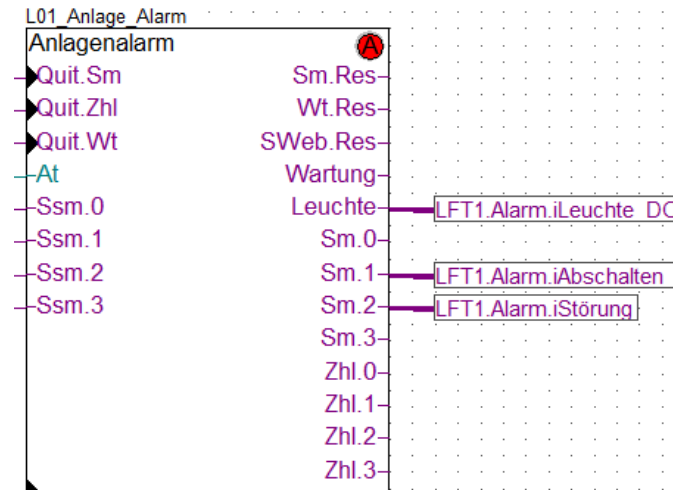 L01_Anlage_Alarm
Anlagenalarm A
Quit.Sm Sm.Res
Quit.Zhl Wt.Res
Quit.Wt SWeb.Res
At Wartung
Ssm.0 Leuchte LFT1.Alarm.iLeuchte_DO
Ssm.1 Sm.0
Ssm.2 Sm.1 LFT1.Alarm.iAbschalten
Ssm.3 Sm.2 LFT1.Alarm.iStörung
Sm.3
Zhl.0
Zhl.1
Zhl.2
Zhl.3